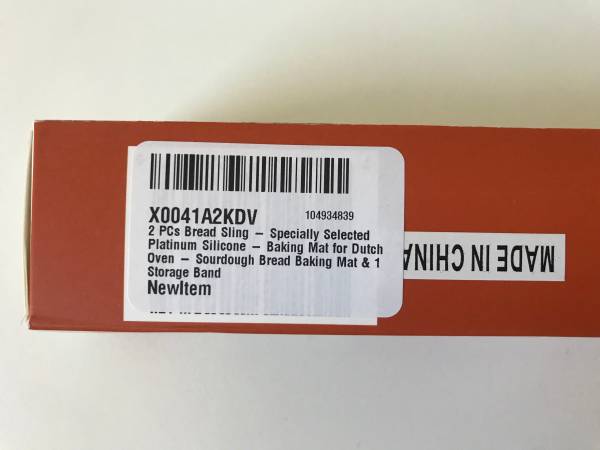 X0041A2KDV 104934839
2 PCs Bread Sling – Specially Selected
Platinum Silicone – Baking Mat for Dutch
Oven – Sourdough Bread Baking Mat & 1
Storage Band
NewItem
MADE IN CHINA